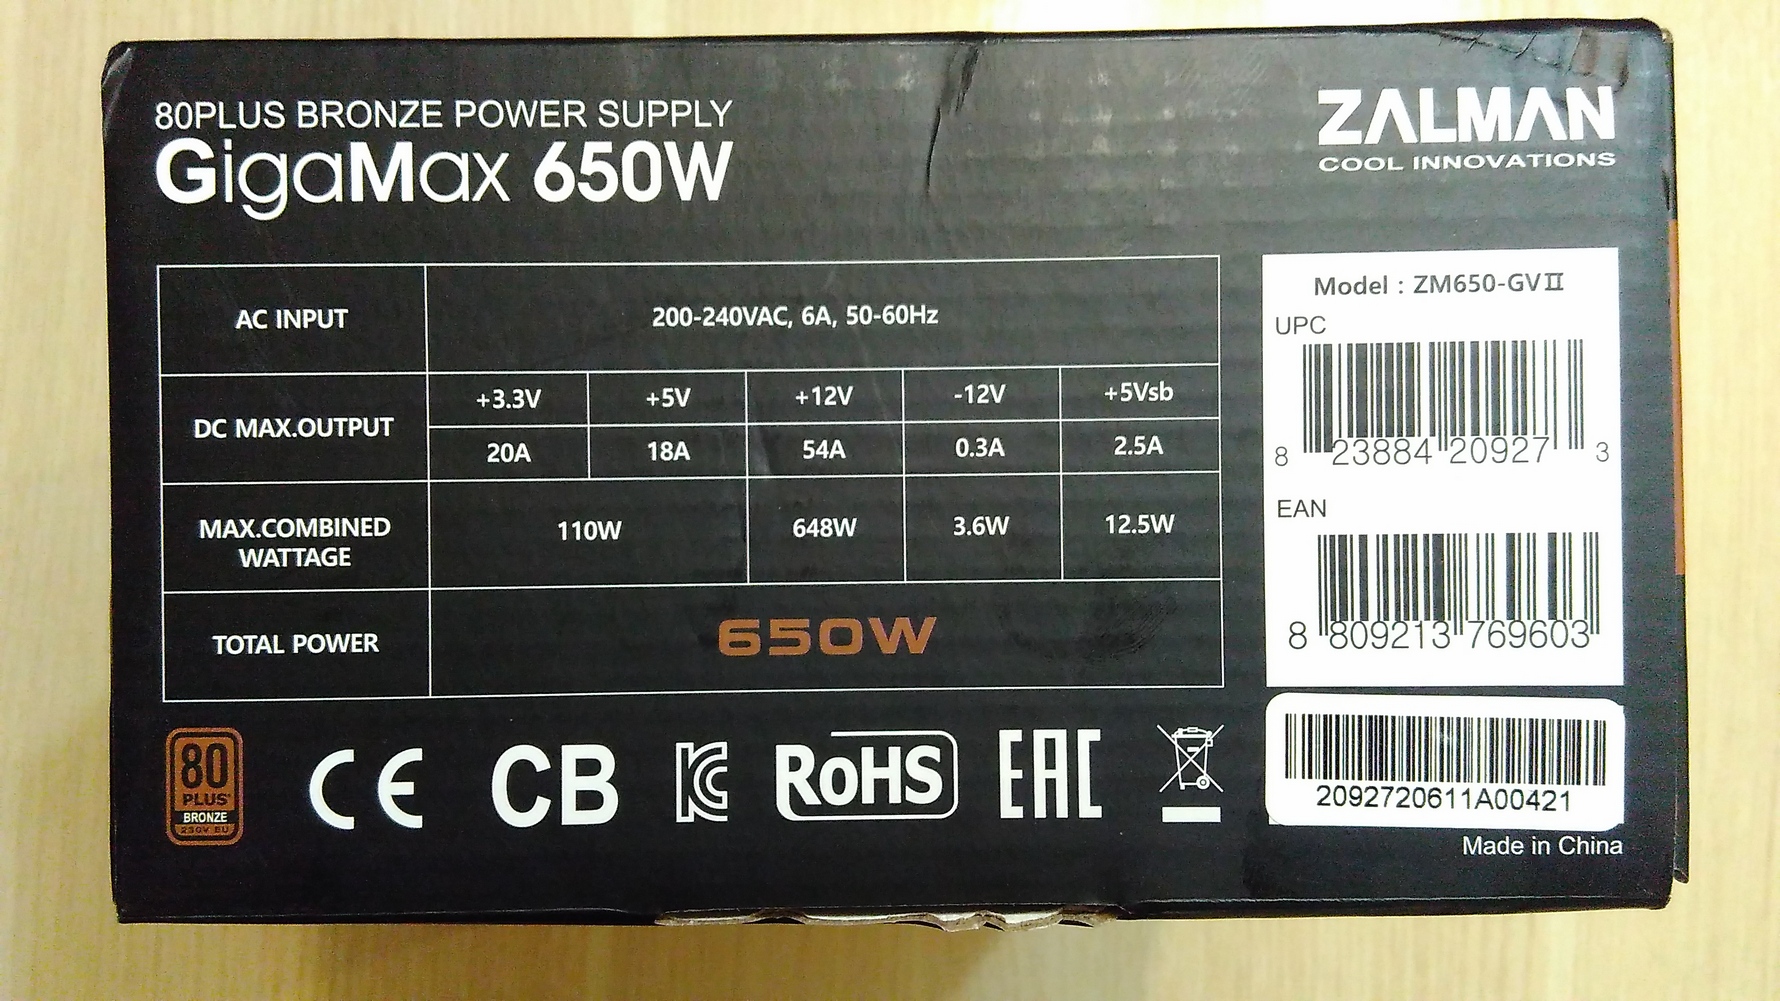 80PLUS BRONZE POWER SUPPLY
GigaMax 650W
ZALMAN
COOL INNOVATIONS
AC INPUT 200-240VAC, 6A, 50-60Hz
DC MAX.OUTPUT
+3.3V +5V +12V -12V +5Vsb
20A 18A 54A 0.3A 2.5A
MAX.COMBINED
WATTAGE
110W 648W 3.6W 12.5W
TOTAL POWER 650W
Model : ZM650-GVⅡ
UPC
8 23884 20927 3
EAN
8 809213 769603
2092720611A00421
Made in China
80
PLUS
BRONZE
230V EU
CE CB KC RoHS EAC